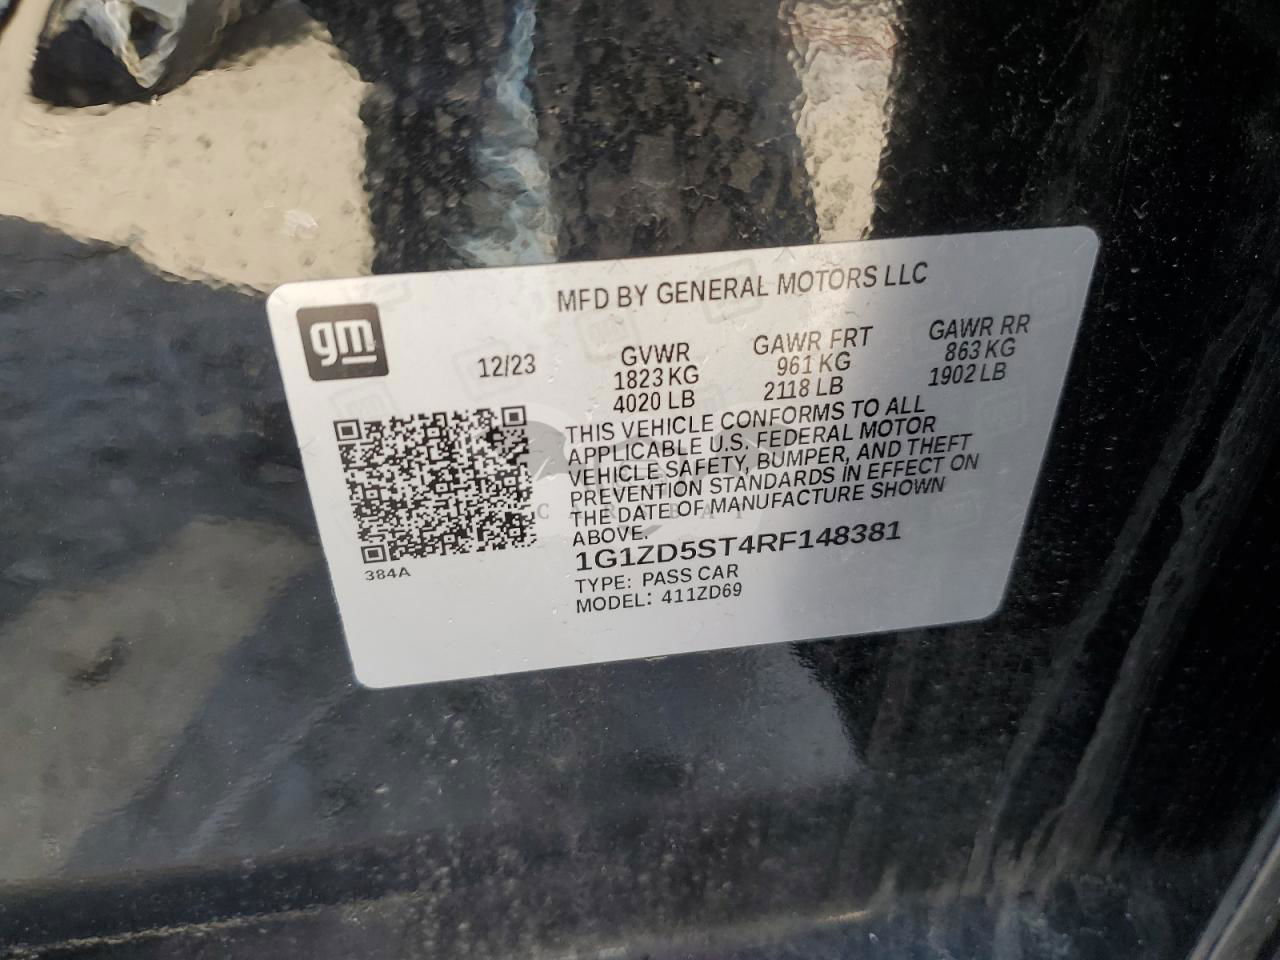 MFD BY GENERAL MOTORS LLC
gm
12/23
GVWR
1823 KG
4020 LB
GAWR FRT
961 KG
2118 LB
GAWR RR
863 KG
1902 LB
THIS VEHICLE CONFORMS TO ALL
APPLICABLE U.S. FEDERAL MOTOR
VEHICLE SAFETY, BUMPER, AND THEFT
PREVENTION STANDARDS IN EFFECT ON
THE DATE OF MANUFACTURE SHOWN
ABOVE.
1G1ZD5ST4RF148381
TYPE: PASS CAR
MODEL: 411ZD69
384A